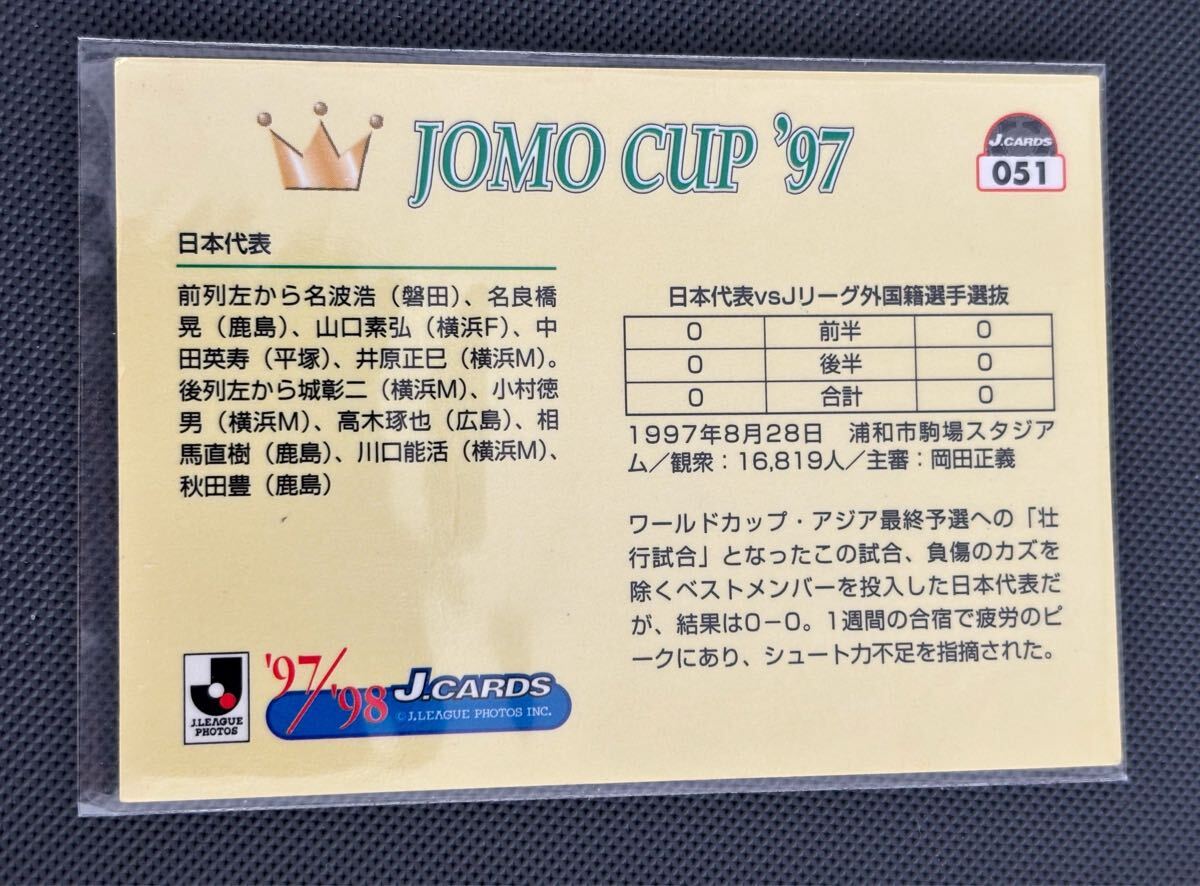 JOMO CUP '97
J.CARDS
051
日本代表
前列左から名波浩（磐田）、名良橋
晃（鹿島）、山口素弘（横浜F）、中
田英寿（平塚）、井原正巳（横浜M）。
後列左から城彰二（横浜M）、小村徳
男（横浜M）、高木琢也（広島）、相
馬直樹（鹿島）、川口能活（横浜M）、
秋田豊（鹿島）
日本代表vsJリーグ外国籍選手選抜
0 前半 0
0 後半 0
0 合計 0
1997年8月28日　浦和市駒場スタジア
ム／観衆：16,819人／主審：岡田正義
ワールドカップ・アジア最終予選への「壮
行試合」となったこの試合、負傷のカズを
除くベストメンバーを投入した日本代表だ
が、結果は0－0。1週間の合宿で疲労のピ
ークにあり、シュート力不足を指摘された。
J.LEAGUE
PHOTOS
'97/'98 J.CARDS
© J.LEAGUE PHOTOS INC.